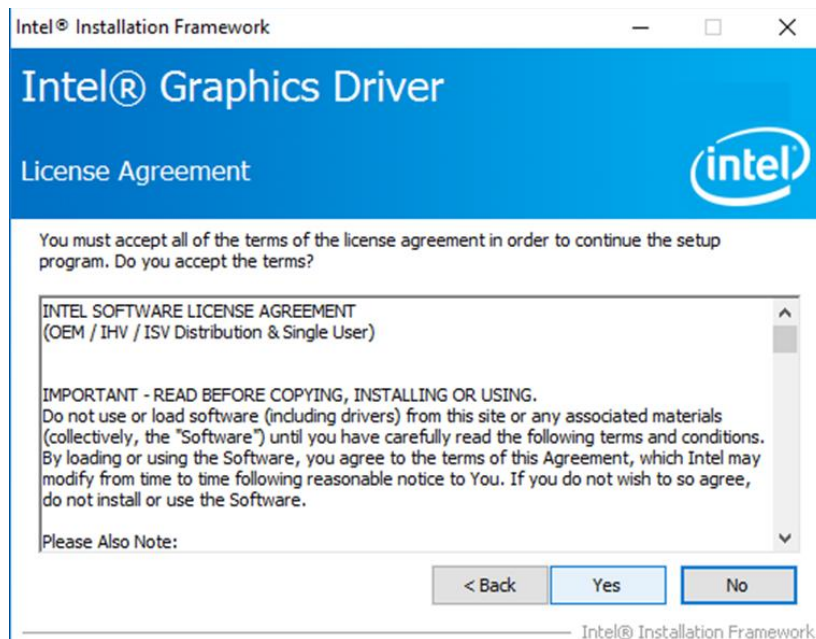 Intel® Installation Framework
Intel® Graphics Driver
License Agreement
intel
You must accept all of the terms of the license agreement in order to continue the setup
program. Do you accept the terms?
INTEL SOFTWARE LICENSE AGREEMENT
(OEM / IHV / ISV Distribution & Single User)
IMPORTANT - READ BEFORE COPYING, INSTALLING OR USING.
Do not use or load software (including drivers) from this site or any associated materials
(collectively, the "Software") until you have carefully read the following terms and conditions.
By loading or using the Software, you agree to the terms of this Agreement, which Intel may
modify from time to time following reasonable notice to You. If you do not wish to so agree,
do not install or use the Software.
Please Also Note:
< Back Yes No
Intel® Installation Framework